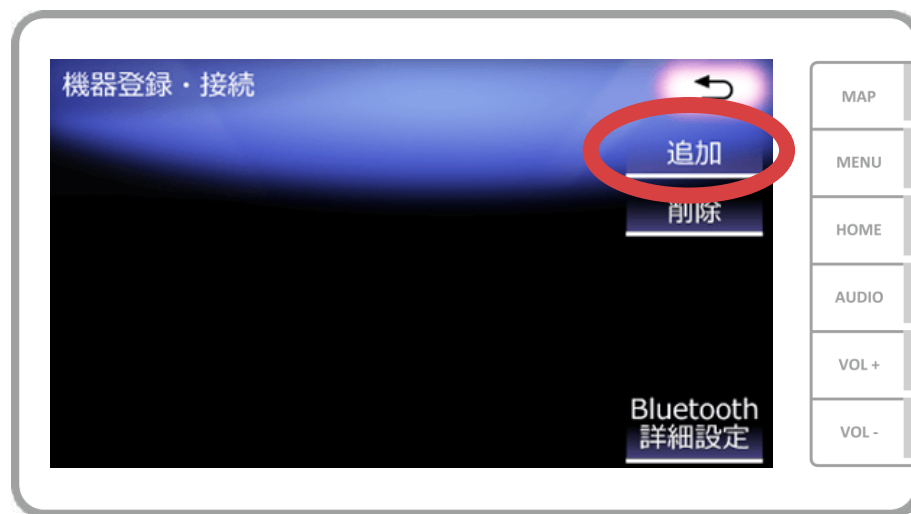 機器登録・接続
追加
削除
Bluetooth
詳細設定
MAP
MENU
HOME
AUDIO
VOL +
VOL -